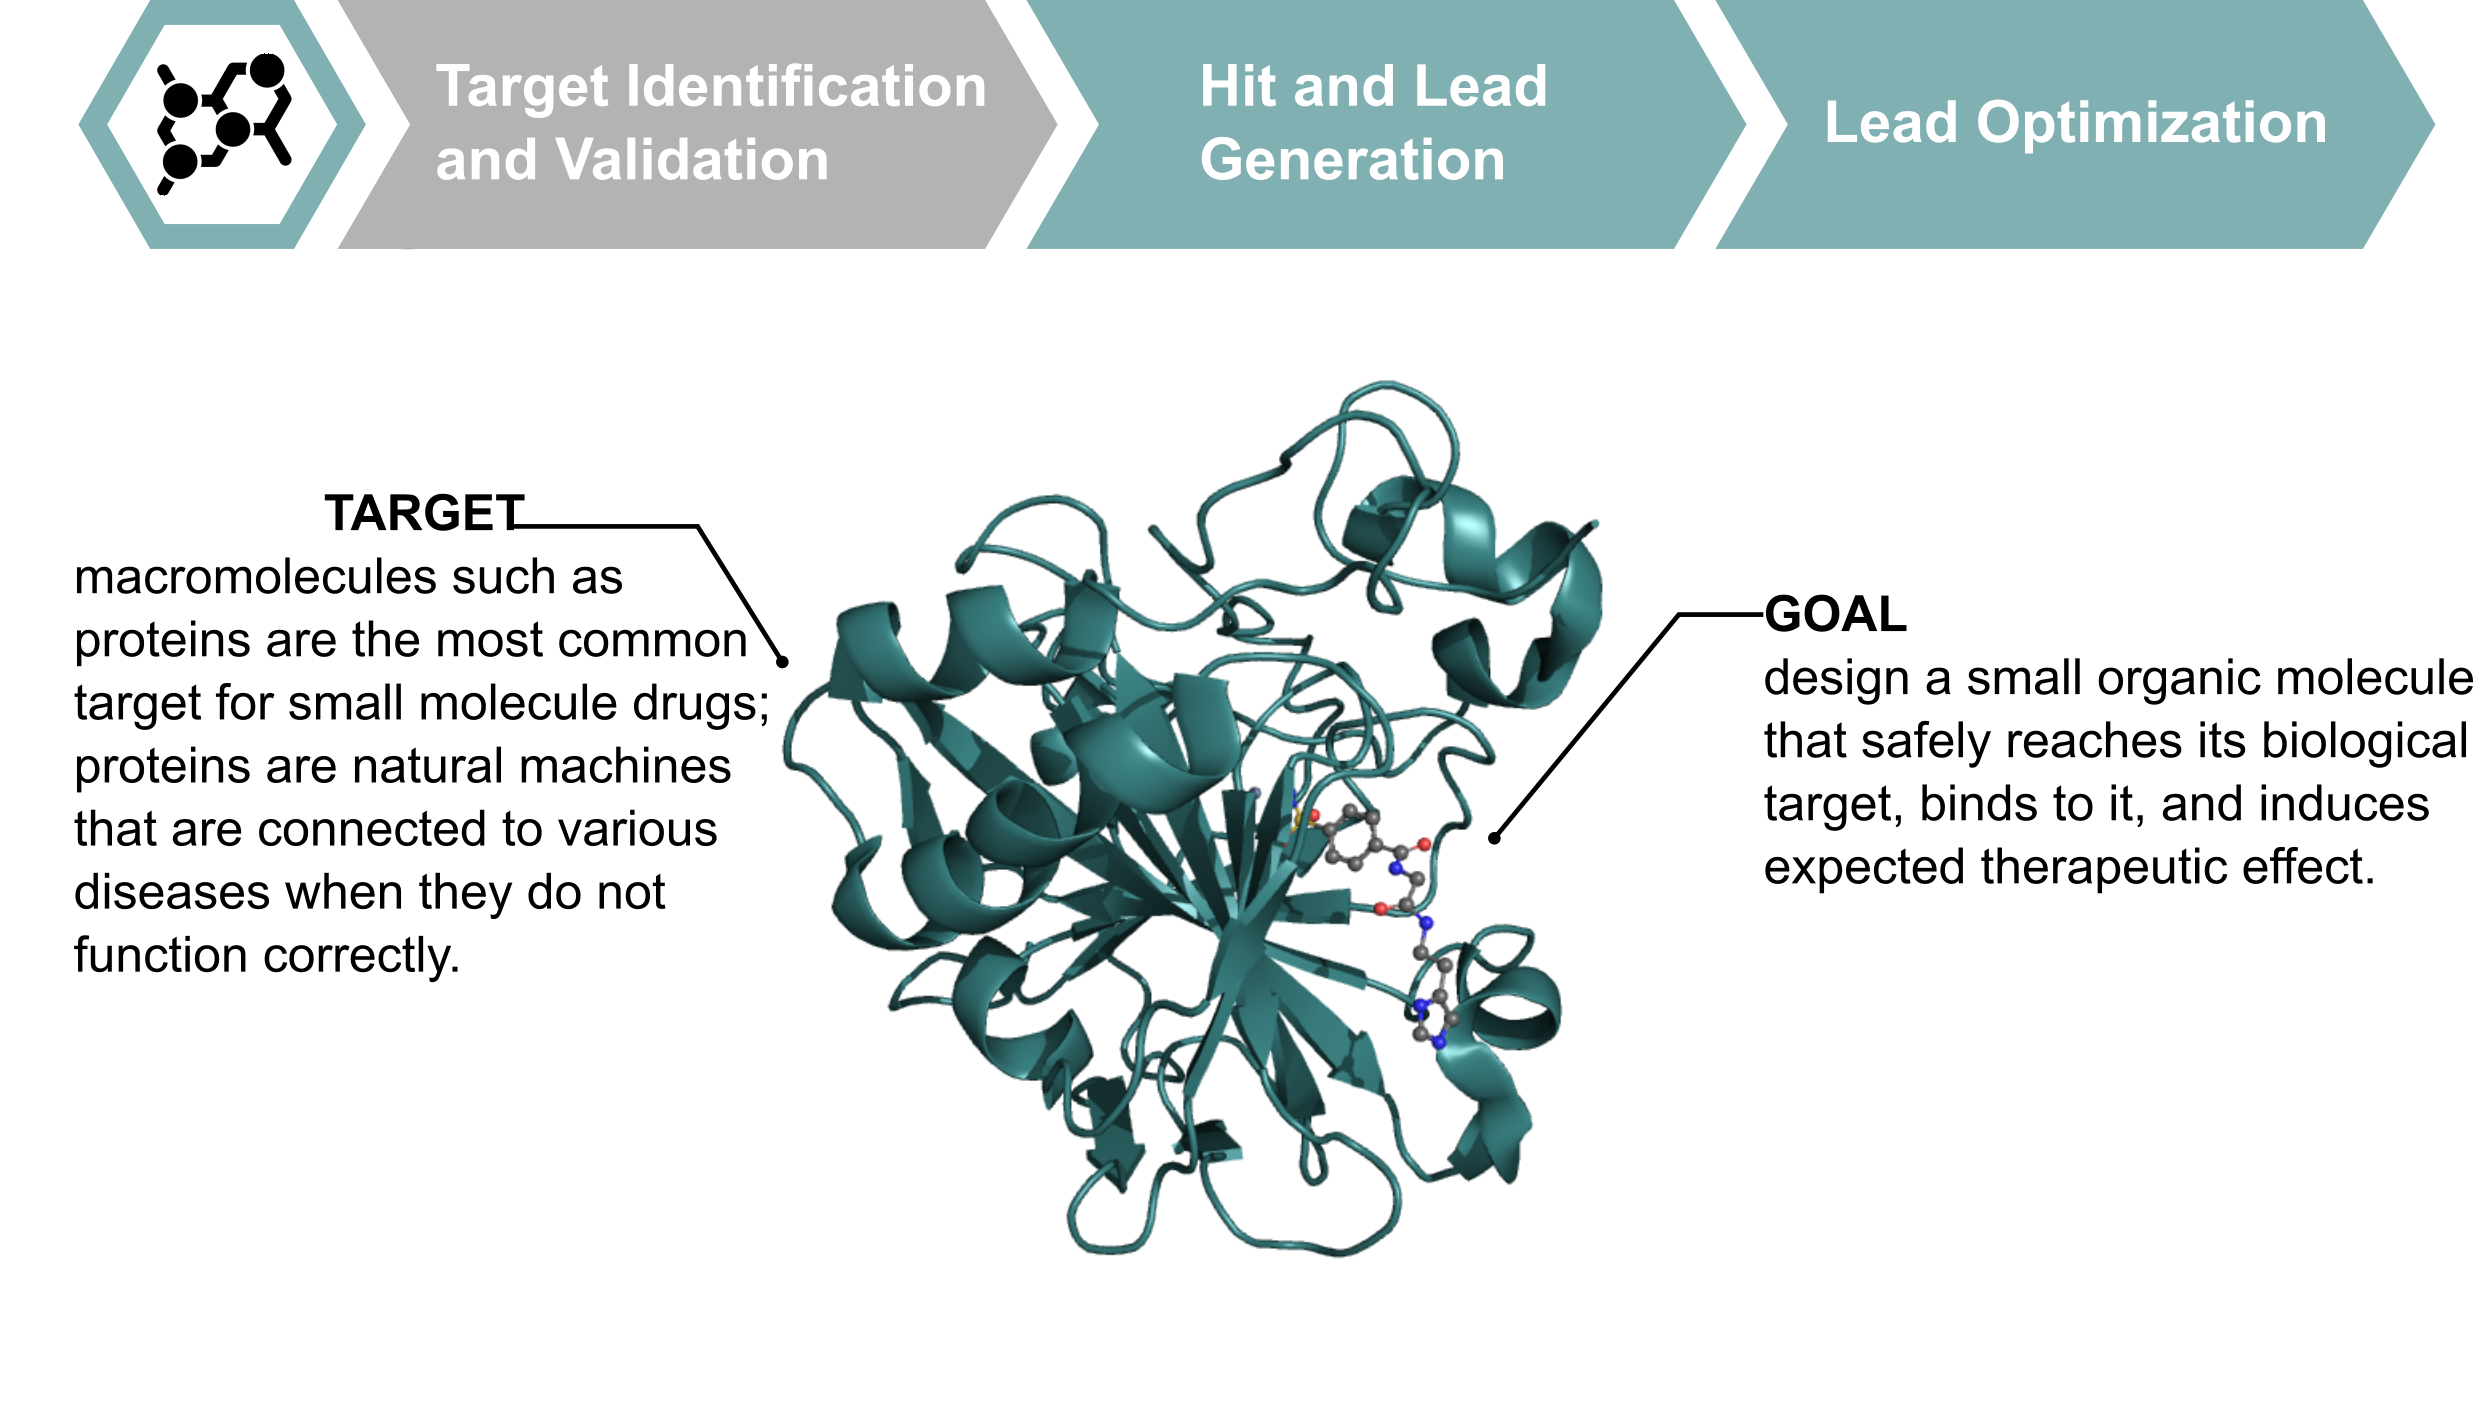 Target Identification
and Validation
Hit and Lead
Generation
Lead Optimization
TARGET
macromolecules such as
proteins are the most common
target for small molecule drugs;
proteins are natural machines
that are connected to various
diseases when they do not
function correctly.
GOAL
design a small organic molecule
that safely reaches its biological
target, binds to it, and induces
expected therapeutic effect.